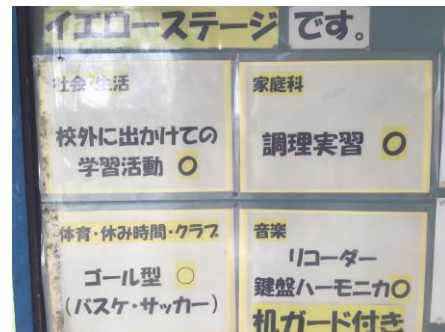 イエローステージ です。
社会・生活
校外に出かけての
学習活動 〇
家庭科
調理実習 〇
体育・休み時間・クラブ
ゴール型 〇
(バスケ・サッカー)
音楽
リコーダー
鍵盤ハーモニカ〇
机ガード付き